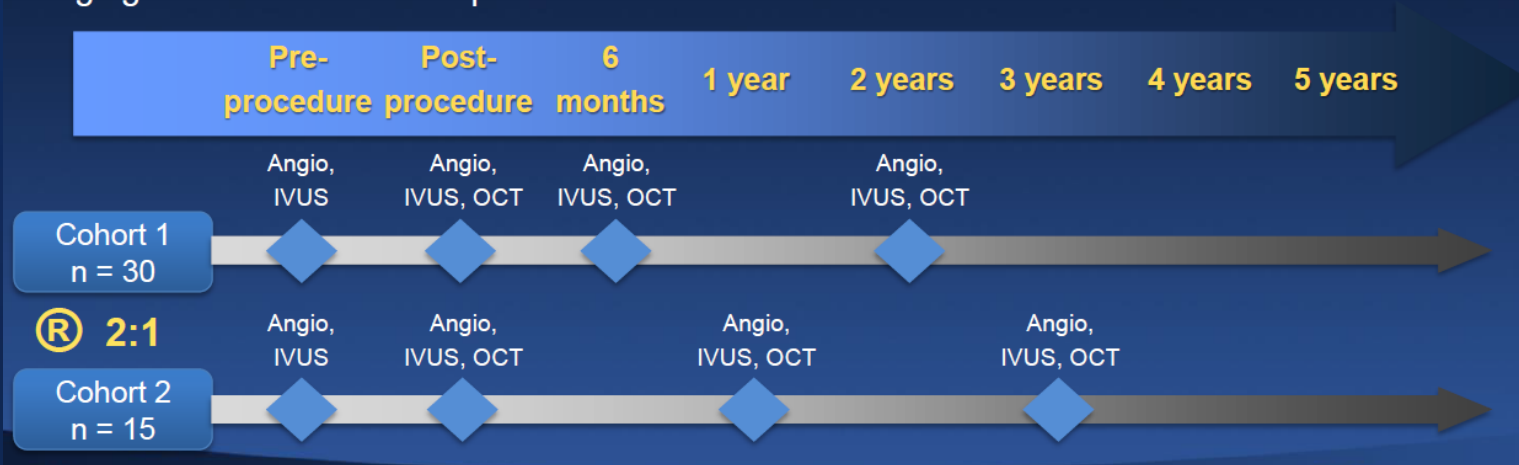 Pre-
procedure
Post-
procedure
6
months
1 year
2 years
3 years
4 years
5 years
Angio,
IVUS
Angio,
IVUS, OCT
Angio,
IVUS, OCT
Angio,
IVUS, OCT
Cohort 1
n = 30
® 2:1
Angio,
IVUS
Angio,
IVUS, OCT
Angio,
IVUS, OCT
Angio,
IVUS, OCT
Cohort 2
n = 15